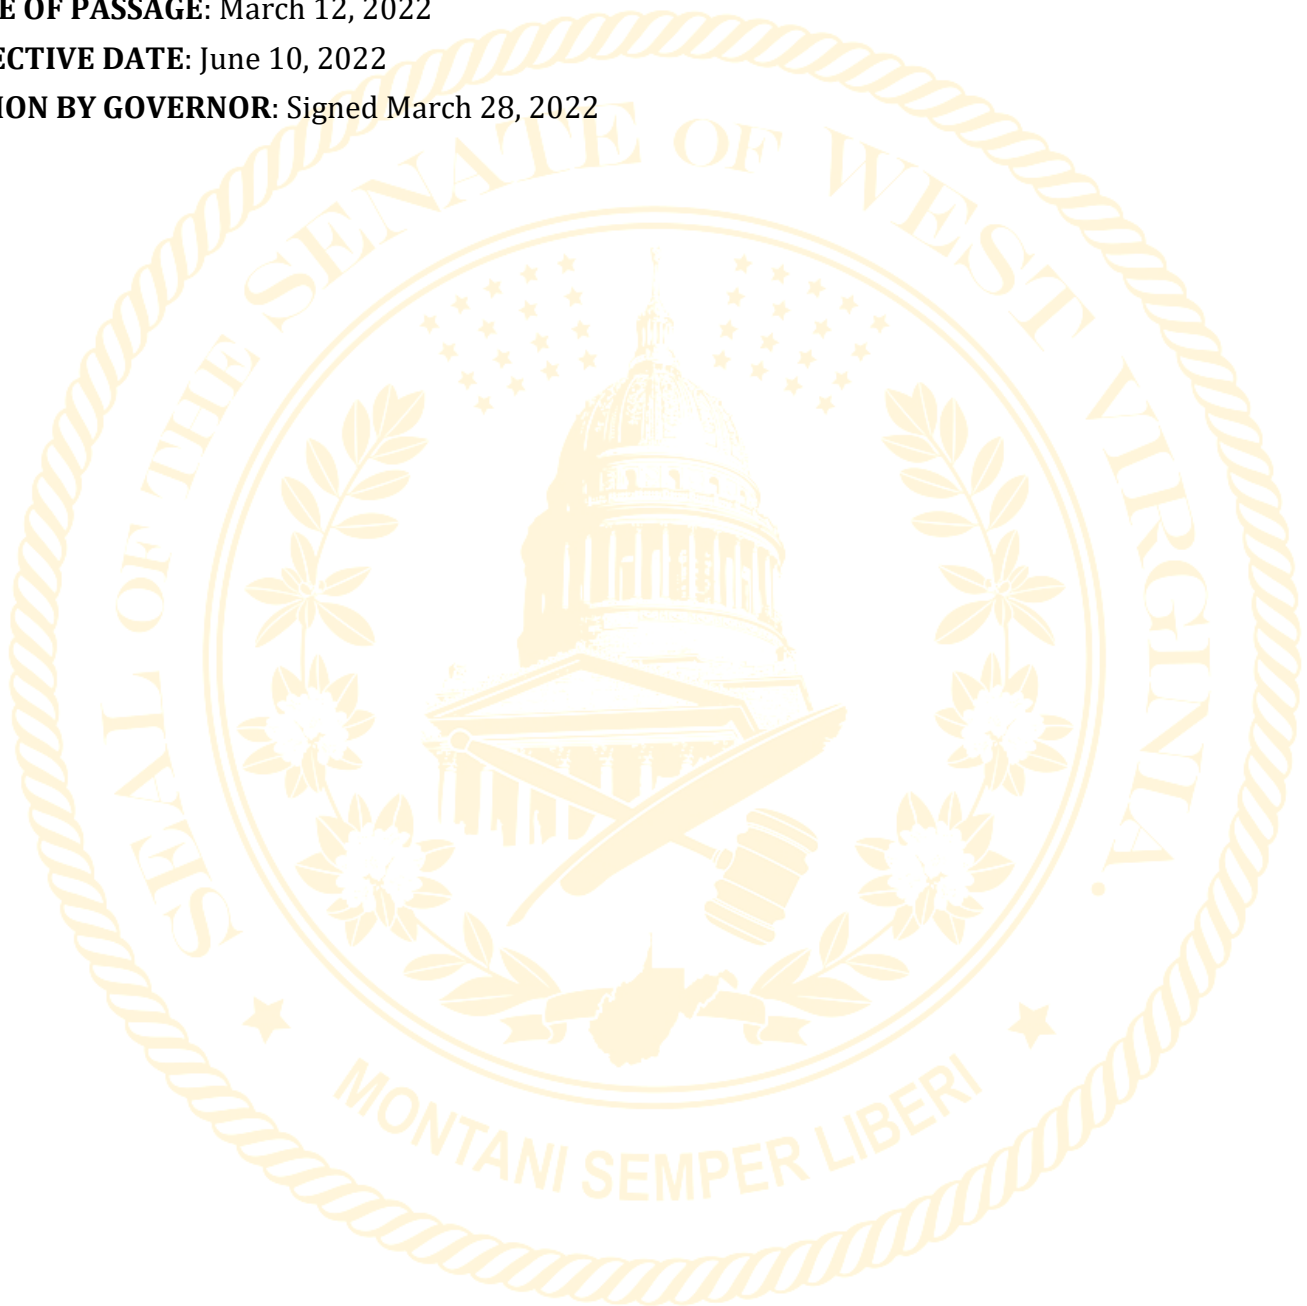 E OF PASSAGE: March 12, 2022
ECTIVE DATE: June 10, 2022
ION BY GOVERNOR: Signed March 28, 2022
SEAL OF THE SENATE OF WEST VIRGINIA.
MONTANI SEMPER LIBERI